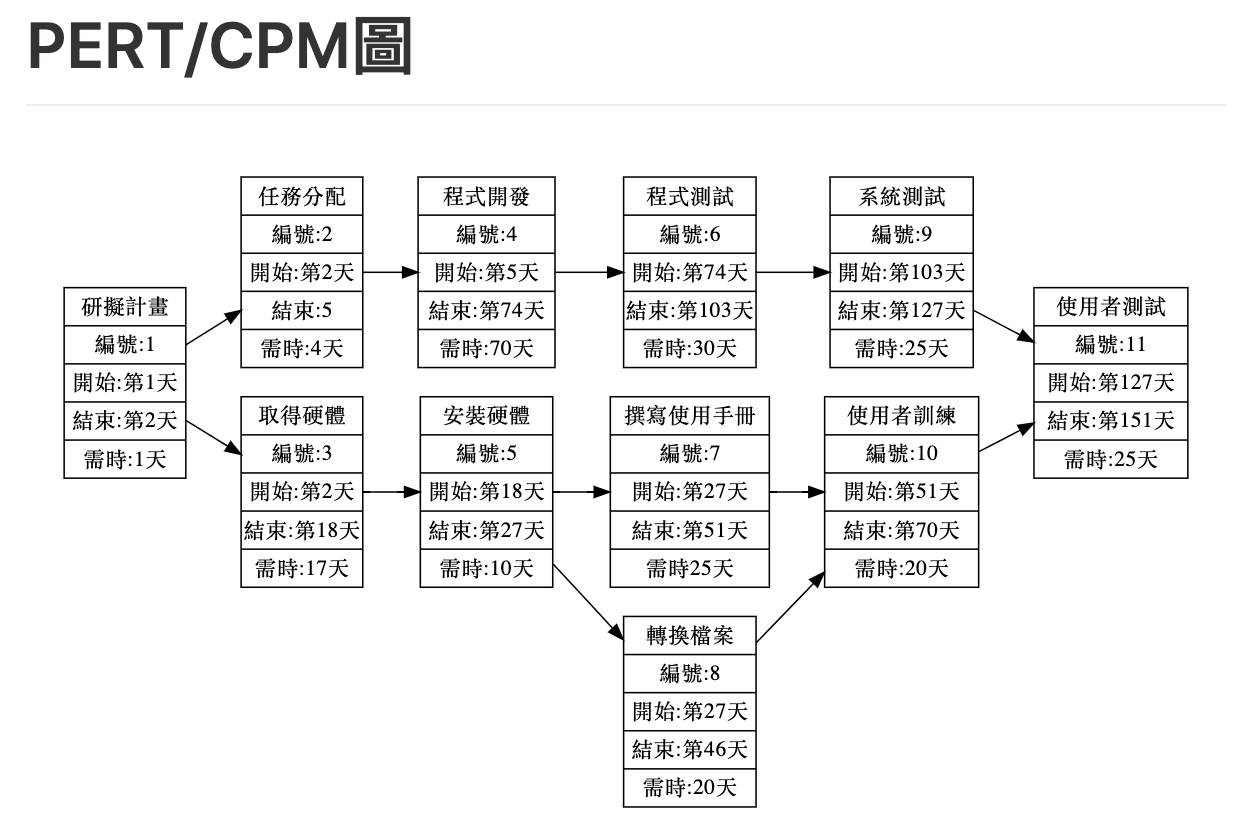 PERT/CPM圖
研擬計畫
編號:1
開始:第1天
結束:第2天
需時:1天
任務分配
編號:2
開始:第2天
結束:5
需時:4天
程式開發
編號:4
開始:第5天
結束:第74天
需時:70天
程式測試
編號:6
開始:第74天
結束:第103天
需時:30天
系統測試
編號:9
開始:第103天
結束:第127天
需時:25天
取得硬體
編號:3
開始:第2天
結束:第18天
需時:17天
安裝硬體
編號:5
開始:第18天
結束:第27天
需時:10天
撰寫使用手冊
編號:7
開始:第27天
結束:第51天
需時25天
轉換檔案
編號:8
開始:第27天
結束:第46天
需時:20天
使用者訓練
編號:10
開始:第51天
結束:第70天
需時:20天
使用者測試
編號:11
開始:第127天
結束:第151天
需時:25天